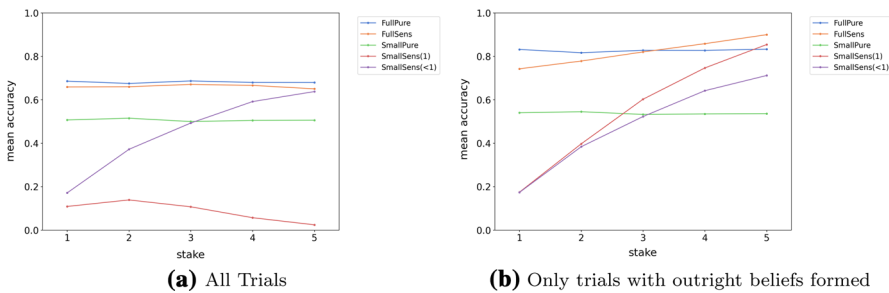 1.0
0.8
0.6
0.4
0.2
0.0
mean accuracy
1 2 3 4 5
stake
FullPure
FullSens
SmallPure
SmallSens(1)
SmallSens(<1)
(a) All Trials
1.0
0.8
0.6
0.4
0.2
0.0
mean accuracy
1 2 3 4 5
stake
FullPure
FullSens
SmallPure
SmallSens(1)
SmallSens(<1)
(b) Only trials with outright beliefs formed